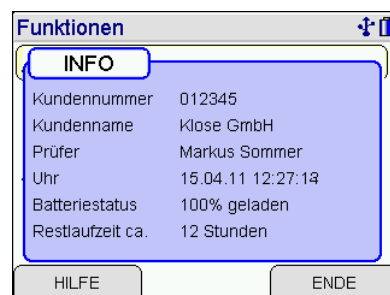 Funktionen
INFO
Kundennummer 012345
Kundenname Klose GmbH
Prüfer Markus Sommer
Uhr 15.04.11 12:27:13
Batteriestatus 100% geladen
Restlaufzeit ca. 12 Stunden
HILFE ENDE